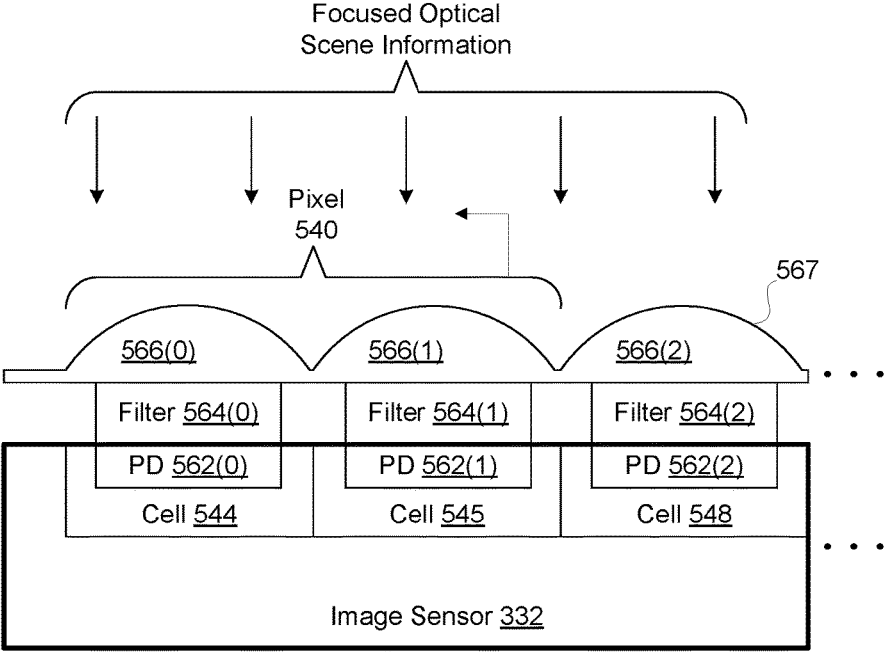 Focused Optical
Scene Information
Pixel
540
567
566(0) 566(1) 566(2)
Filter 564(0) Filter 564(1) Filter 564(2)
PD 562(0) PD 562(1) PD 562(2)
Cell 544 Cell 545 Cell 548
Image Sensor 332